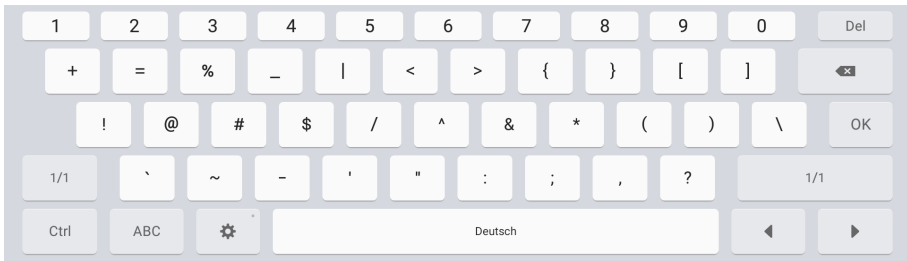 1 2 3 4 5 6 7 8 9 0 Del
+ = % _ | < > { } [ ]
! @ # $ / ^ & * ( ) \ OK
1/1 ` ~ - ' " : ; , ? 1/1
Ctrl ABC Deutsch